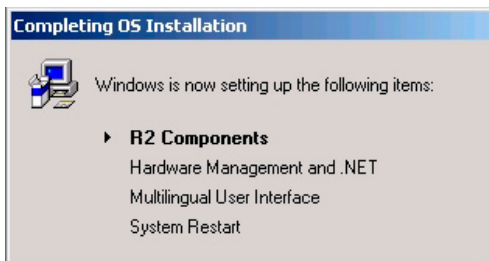 Completing OS Installation
Windows is now setting up the following items:
R2 Components
Hardware Management and .NET
Multilingual User Interface
System Restart